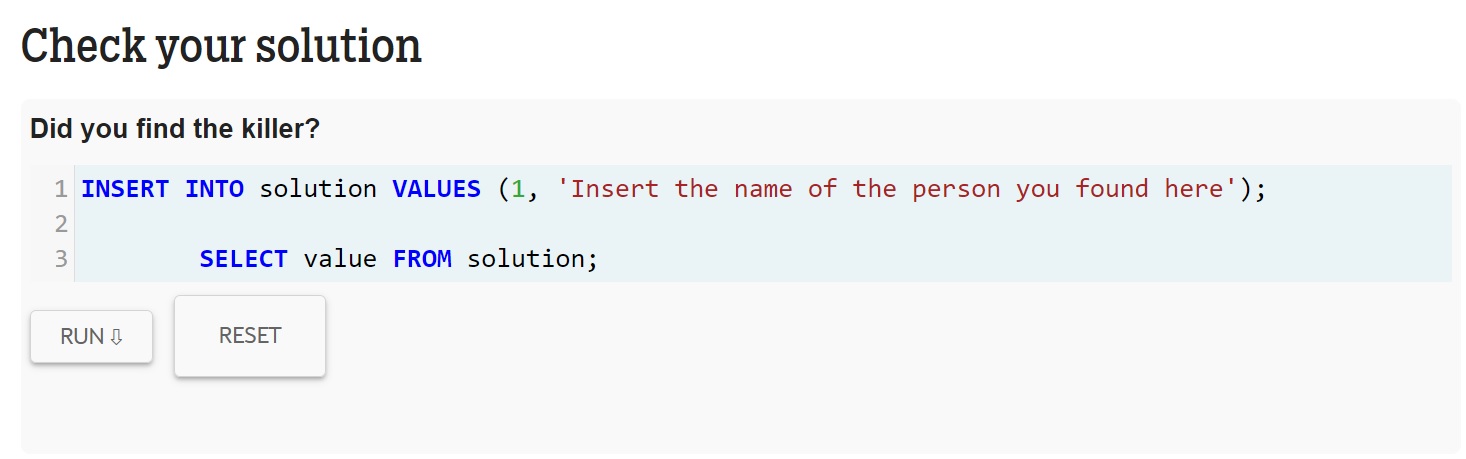 Check your solution
Did you find the killer?
1 INSERT INTO solution VALUES (1, 'Insert the name of the person you found here');
2
3 SELECT value FROM solution;
RUN ⇩ RESET